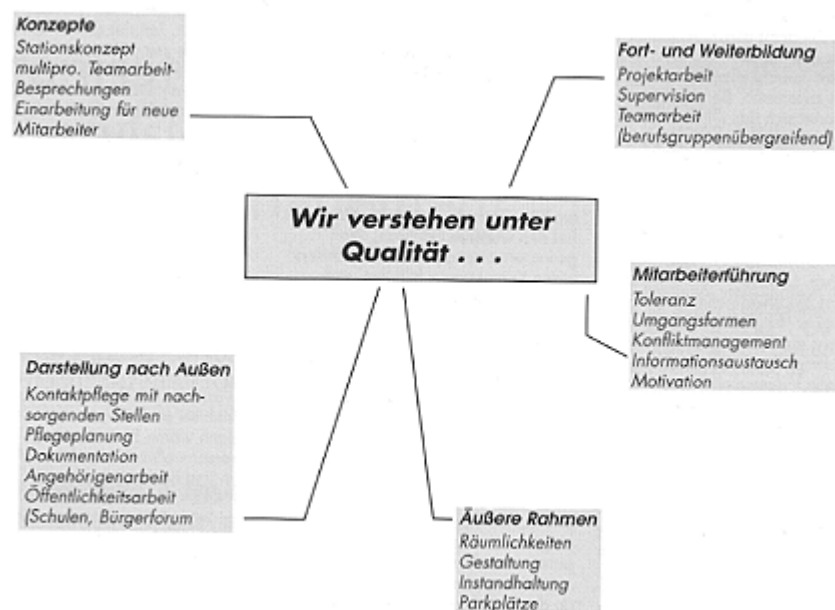 Konzepte
Stationskonzept
multipro. Teamarbeit-
Besprechungen
Einarbeitung für neue
Mitarbeiter
Fort- und Weiterbildung
Projektarbeit
Supervision
Teamarbeit
(berufsgruppenübergreifend)
Wir verstehen unter
Qualität . . .
Mitarbeiterführung
Toleranz
Umgangsformen
Konfliktmanagement
Informationsaustausch
Motivation
Darstellung nach Außen
Kontaktpflege mit nach-
sorgenden Stellen
Pflegeplanung
Dokumentation
Angehörigenarbeit
Öffentlichkeitsarbeit
(Schulen, Bürgerforum
Äußere Rahmen
Räumlichkeiten
Gestaltung
Instandhaltung
Parkplätze